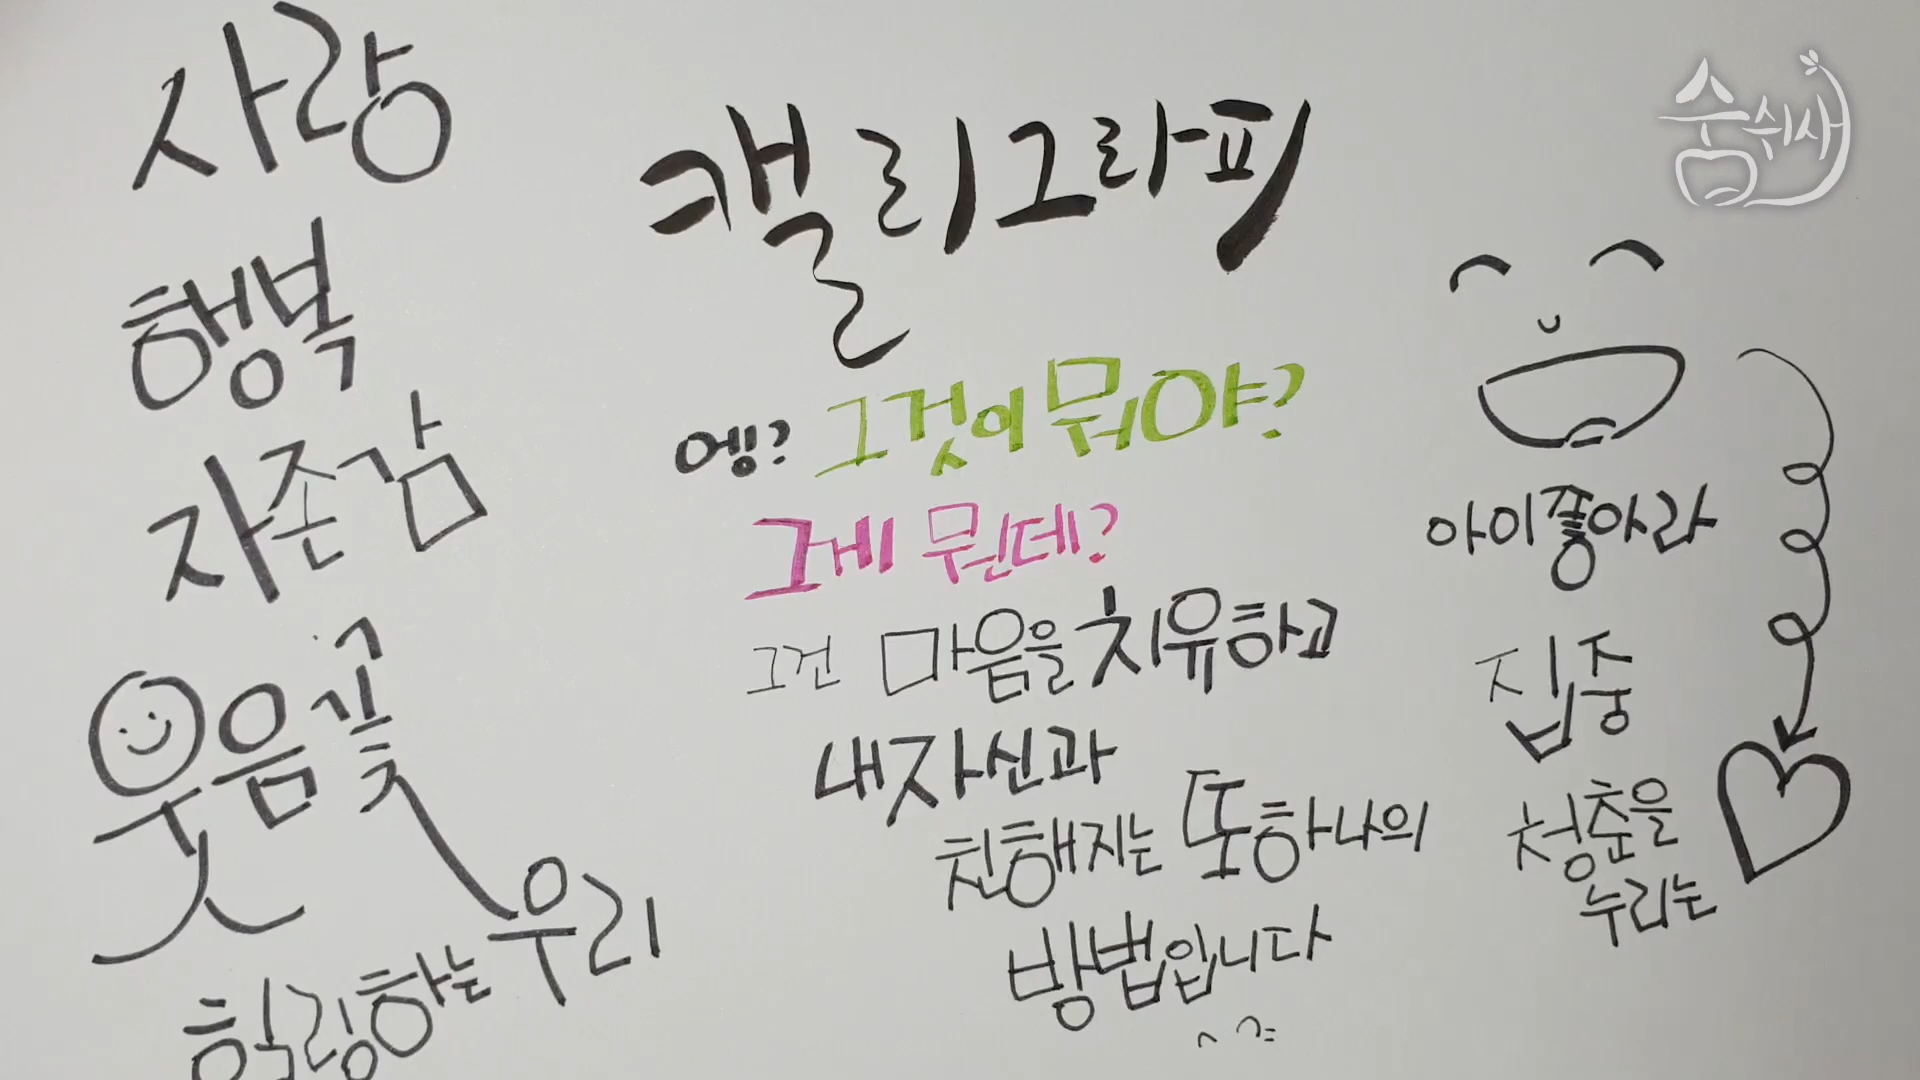 사랑
행복
자존감
웃음꽃
힐링하는 우리
캘리그라피
엥? 그것이 뭐야?
그게 뭔데?
그건 마음을 치유하고
내 자신과
친해지는 또하나의
방법입니다
^^=
아이좋아라
집중
청춘을
누리는
숨쉬새